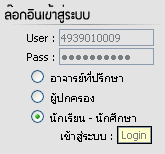 ล๊อกอินเข้าสู่ระบบ
User : 4939010009
Pass : ••••••••••
อาจารย์ที่ปรึกษา
ผู้ปกครอง
นักเรียน - นักศึกษา
เข้าสู่ระบบ : Login